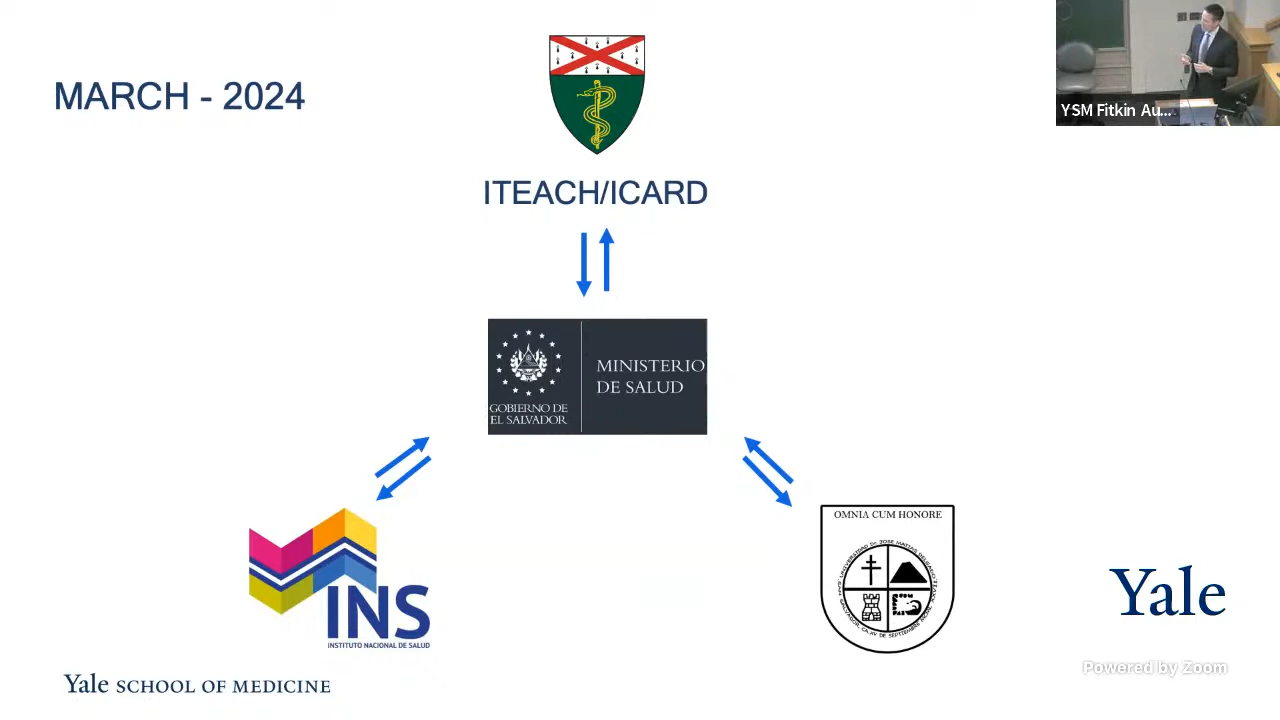 MARCH - 2024
YSM Fitkin Au...
ITEACH/ICARD
MINISTERIO
DE SALUD
GOBIERNO DE
EL SALVADOR
OMNIA CUM HONORE
INS
INSTITUTO NACIONAL DE SALUD
Yale
Powered by Zoom
Yale SCHOOL OF MEDICINE